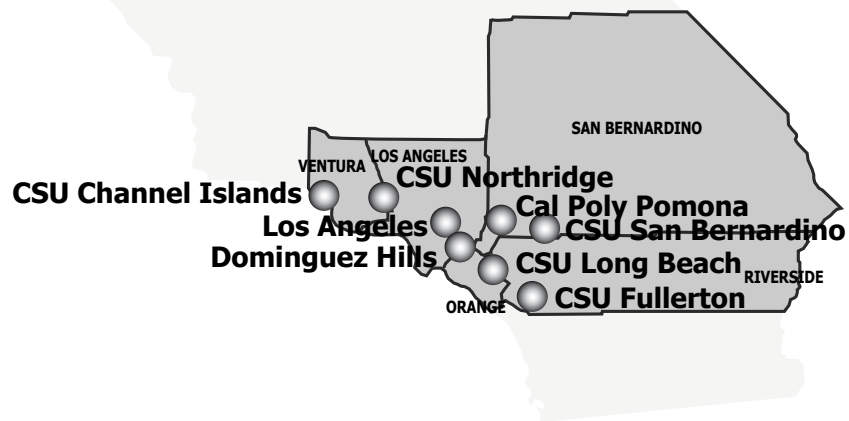 SAN BERNARDINO
LOS ANGELES
VENTURA
CSU Northridge
CSU Channel Islands
Cal Poly Pomona
Los Angeles
CSU San Bernardino
Dominguez Hills
CSU Long Beach
RIVERSIDE
CSU Fullerton
ORANGE